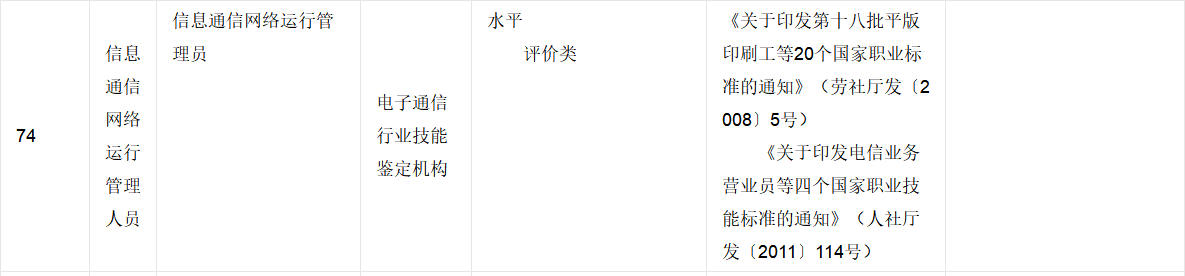 74
信息
通信
网络
运行
管理
人员
信息通信网络运行管
理员
电子通信
行业技能
鉴定机构
水平
评价类
《关于印发第十八批平版
印刷工等20个国家职业标
准的通知》（劳社厅发〔2
008〕5号）
《关于印发电信业务
营业员等四个国家职业技
能标准的通知》（人社厅
发〔2011〕114号）